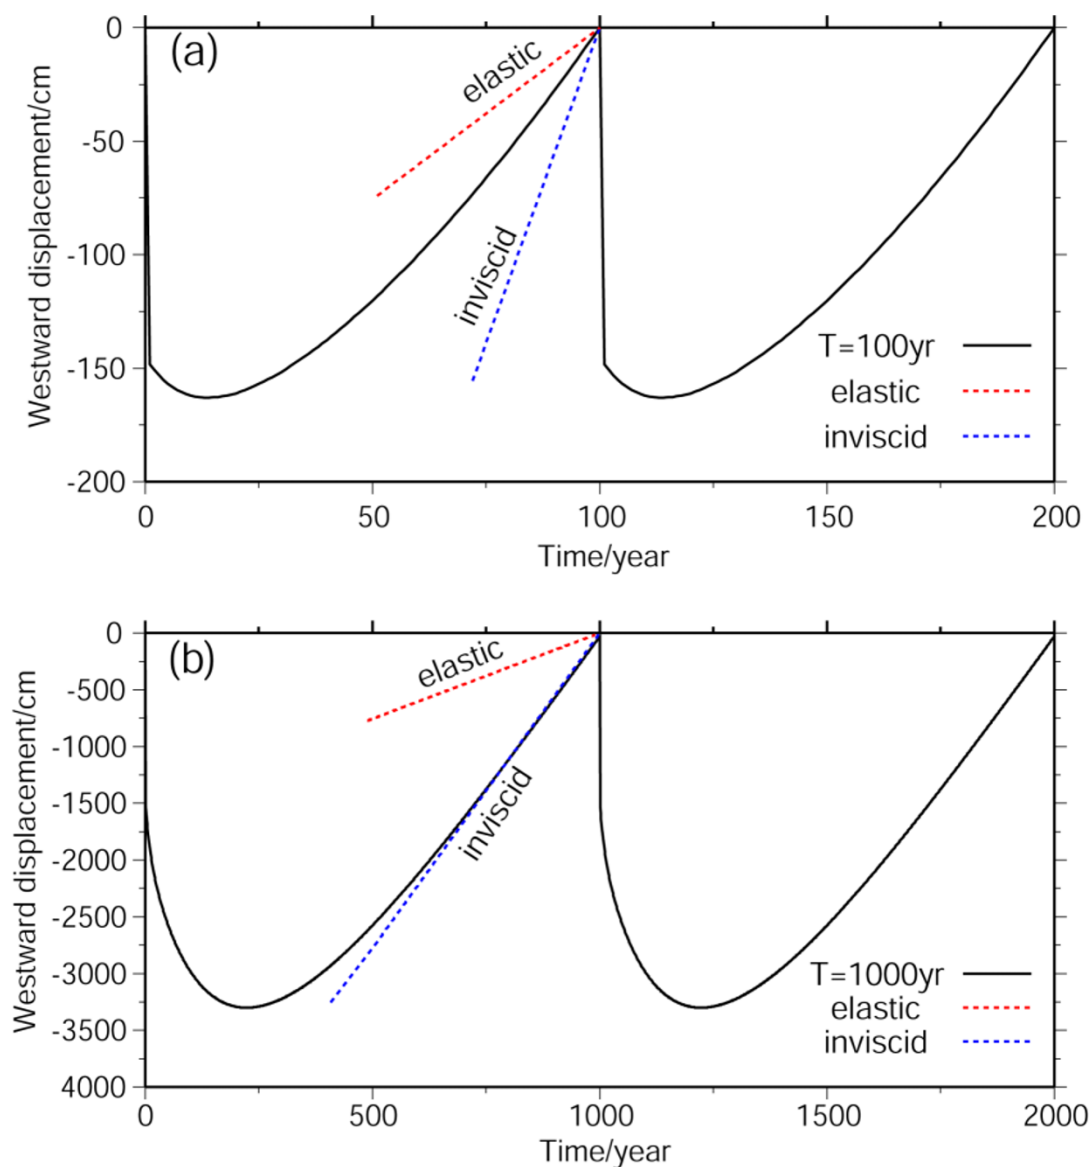 (a)
Westward displacement/cm
0
-50
-100
-150
-200
elastic
inviscid
T=100yr
elastic
inviscid
0 50 100 150 200
Time/year
(b)
Westward displacement/cm
0
-500
-1000
-1500
-2000
-2500
-3000
-3500
4000
elastic
inviscid
T=1000yr
elastic
inviscid
0 500 1000 1500 2000
Time/year